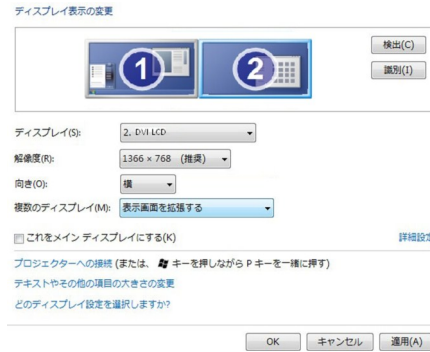 ディスプレイ表示の変更
1
2
検出(C)
識別(I)
ディスプレイ(S):
2. DVI LCD
解像度(R):
1366 × 768 (推奨)
向き(O):
横
複数のディスプレイ(M):
表示画面を拡張する
これをメイン ディスプレイにする(K)
詳細設定
プロジェクターへの接続 (または、 キーを押しながら P キーを一緒に押す)
テキストやその他の項目の大きさの変更
どのディスプレイ設定を選択しますか?
OK
キャンセル
適用(A)